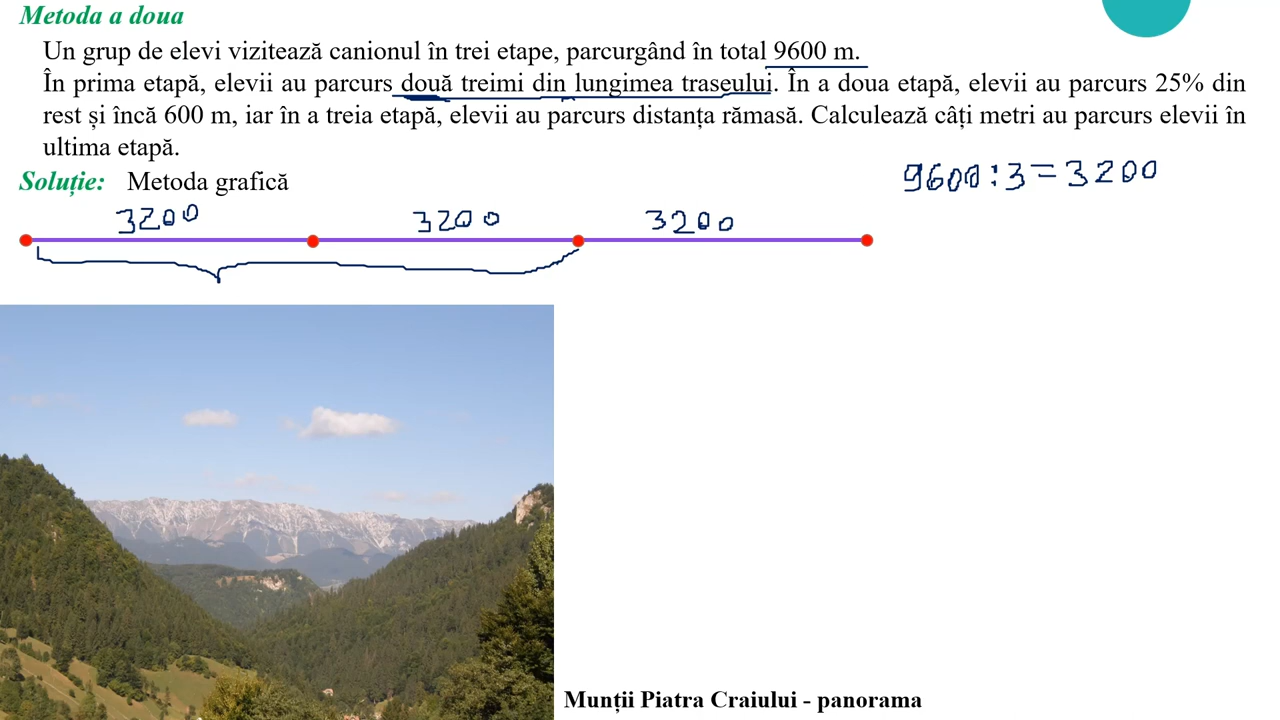 Metoda a doua
Un grup de elevi vizitează canionul în trei etape, parcurgând în total 9600 m.
În prima etapă, elevii au parcurs două treimi din lungimea traseului. În a doua etapă, elevii au parcurs 25% din
rest și încă 600 m, iar în a treia etapă, elevii au parcurs distanța rămasă. Calculează câți metri au parcurs elevii în
ultima etapă.
Soluție: Metoda grafică
9600 : 3 = 3200
3200 3200 3200
Munții Piatra Craiului - panorama